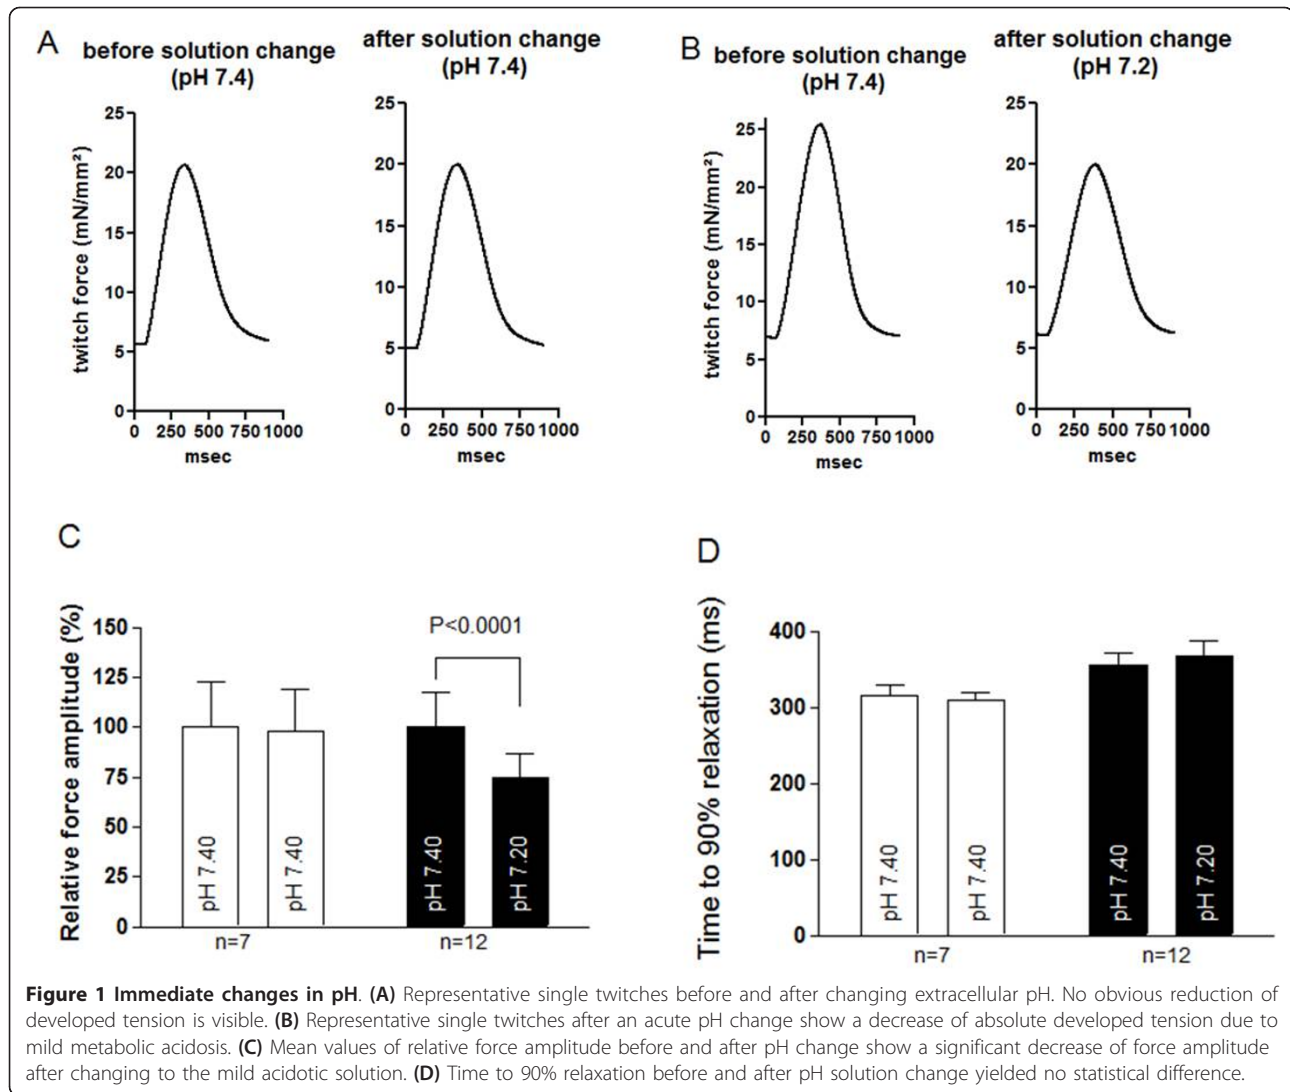 A
before solution change
(pH 7.4)
after solution change
(pH 7.4)
twitch force (mN/mm²)
25
20
15
10
5
0
0 250 500 750 1000
msec
25
20
15
10
5
0
0 250 500 750 1000
msec
B
before solution change
(pH 7.4)
after solution change
(pH 7.2)
twitch force (mN/mm²)
25
20
15
10
5
0
0 250 500 750 1000
msec
25
20
15
10
5
0
0 250 500 750 1000
msec
C
Relative force amplitude (%)
150
125
100
75
50
25
0
P<0.0001
pH 7.40
pH 7.40
pH 7.40
pH 7.20
n=7
n=12
D
Time to 90% relaxation (ms)
400
300
200
100
0
pH 7.40
pH 7.40
pH 7.40
pH 7.20
n=7
n=12
Figure 1 Immediate changes in pH. (A) Representative single twitches before and after changing extracellular pH. No obvious reduction of
developed tension is visible. (B) Representative single twitches after an acute pH change show a decrease of absolute developed tension due to
mild metabolic acidosis. (C) Mean values of relative force amplitude before and after pH change show a significant decrease of force amplitude
after changing to the mild acidotic solution. (D) Time to 90% relaxation before and after pH solution change yielded no statistical difference.